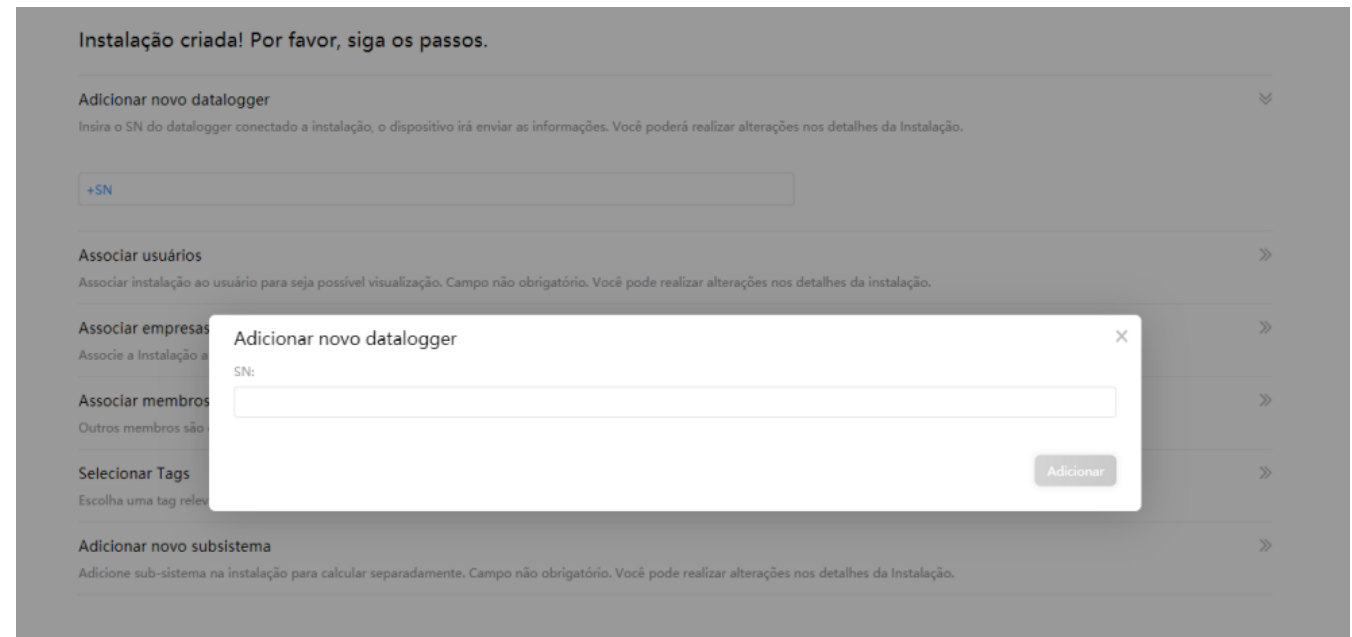 Instalação criada! Por favor, siga os passos.
Adicionar novo datalogger
Insira o SN do datalogger conectado a instalação, o dispositivo irá enviar as informações. Você poderá realizar alterações nos detalhes da Instalação.
+SN
Associar usuários
Associar instalação ao usuário para seja possível visualização. Campo não obrigatório. Você pode realizar alterações nos detalhes da instalação.
Associar empresas
Associe a Instalação a
Associar membros
Outros membros são
Selecionar Tags
Escolha uma tag relev
Adicionar novo datalogger
SN:
Adicionar
Adicionar novo subsistema
Adicione sub-sistema na instalação para calcular separadamente. Campo não obrigatório. Você pode realizar alterações nos detalhes da Instalação.